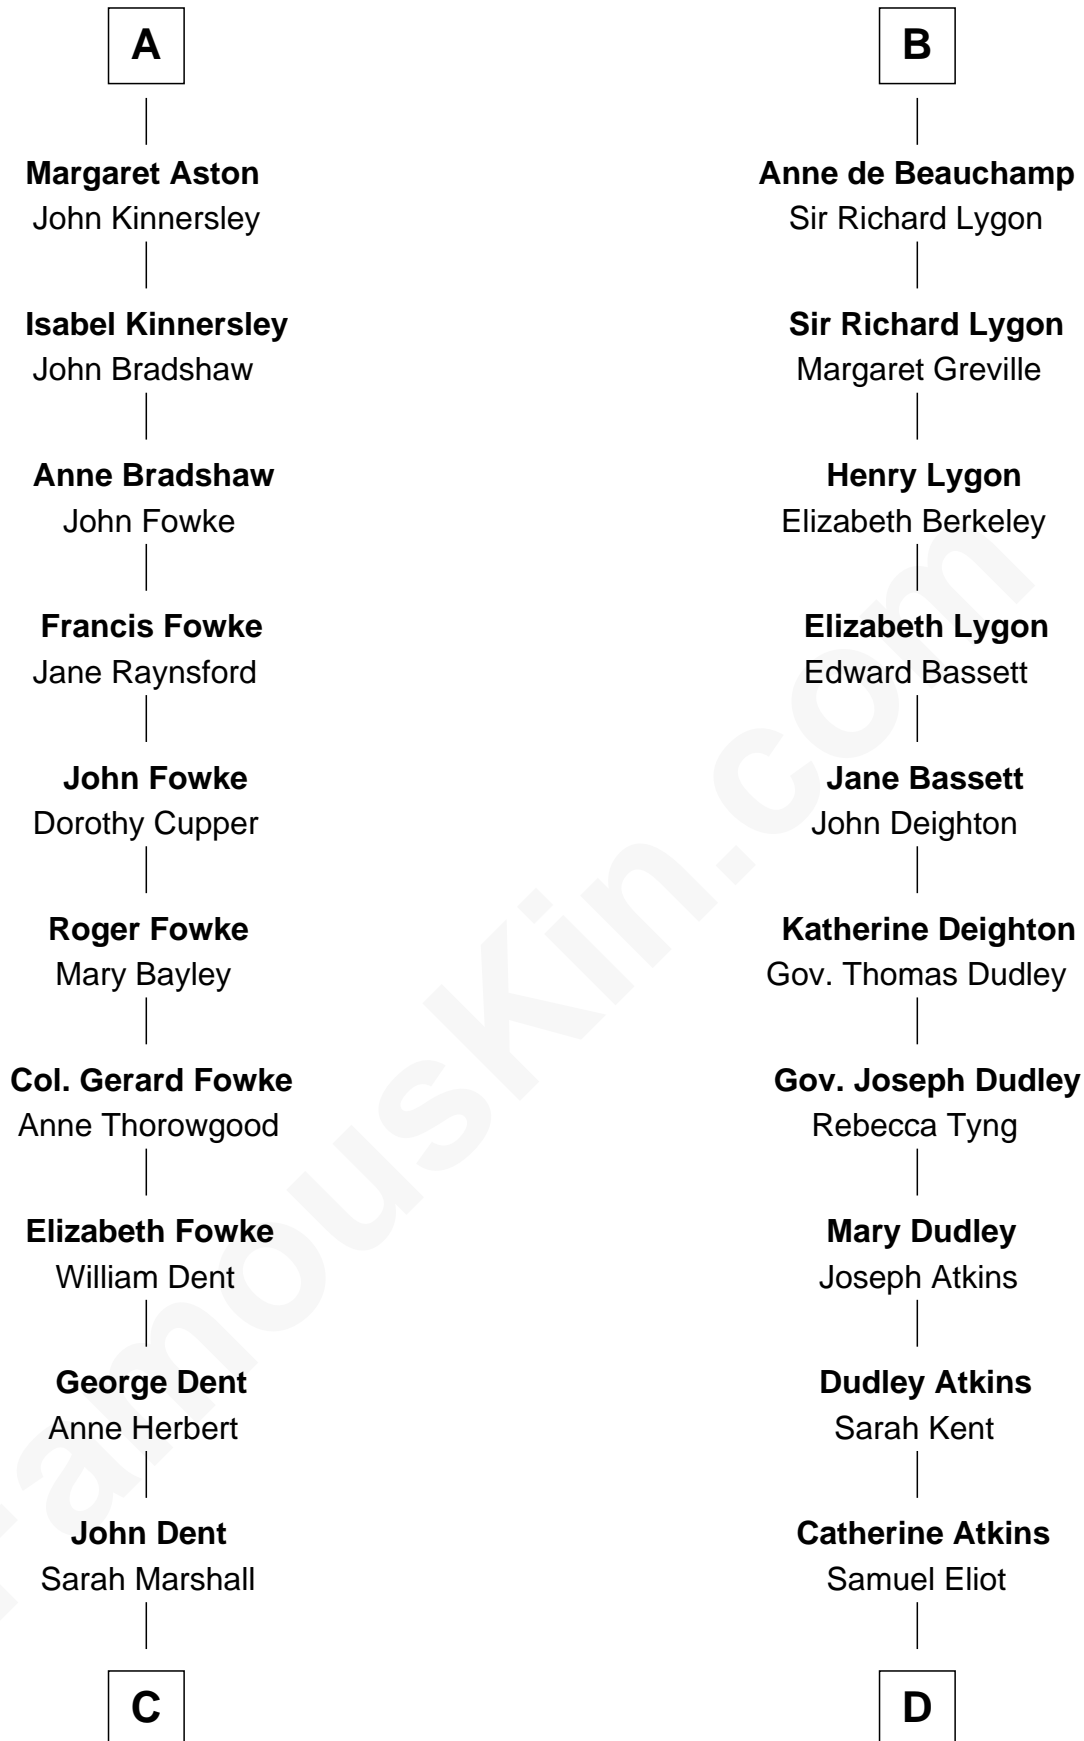 A
Margaret Aston
John Kinnersley
Isabel Kinnersley
John Bradshaw
Anne Bradshaw
John Fowke
Francis Fowke
Jane Raynsford
John Fowke
Dorothy Cupper
Roger Fowke
Mary Bayley
Col. Gerard Fowke
Anne Thorowgood
Elizabeth Fowke
William Dent
George Dent
Anne Herbert
John Dent
Sarah Marshall
C
B
Anne de Beauchamp
Sir Richard Lygon
Sir Richard Lygon
Margaret Greville
Henry Lygon
Elizabeth Berkeley
Elizabeth Lygon
Edward Bassett
Jane Bassett
John Deighton
Katherine Deighton
Gov. Thomas Dudley
Gov. Joseph Dudley
Rebecca Tyng
Mary Dudley
Joseph Atkins
Dudley Atkins
Sarah Kent
Catherine Atkins
Samuel Eliot
D
FamousKin.com